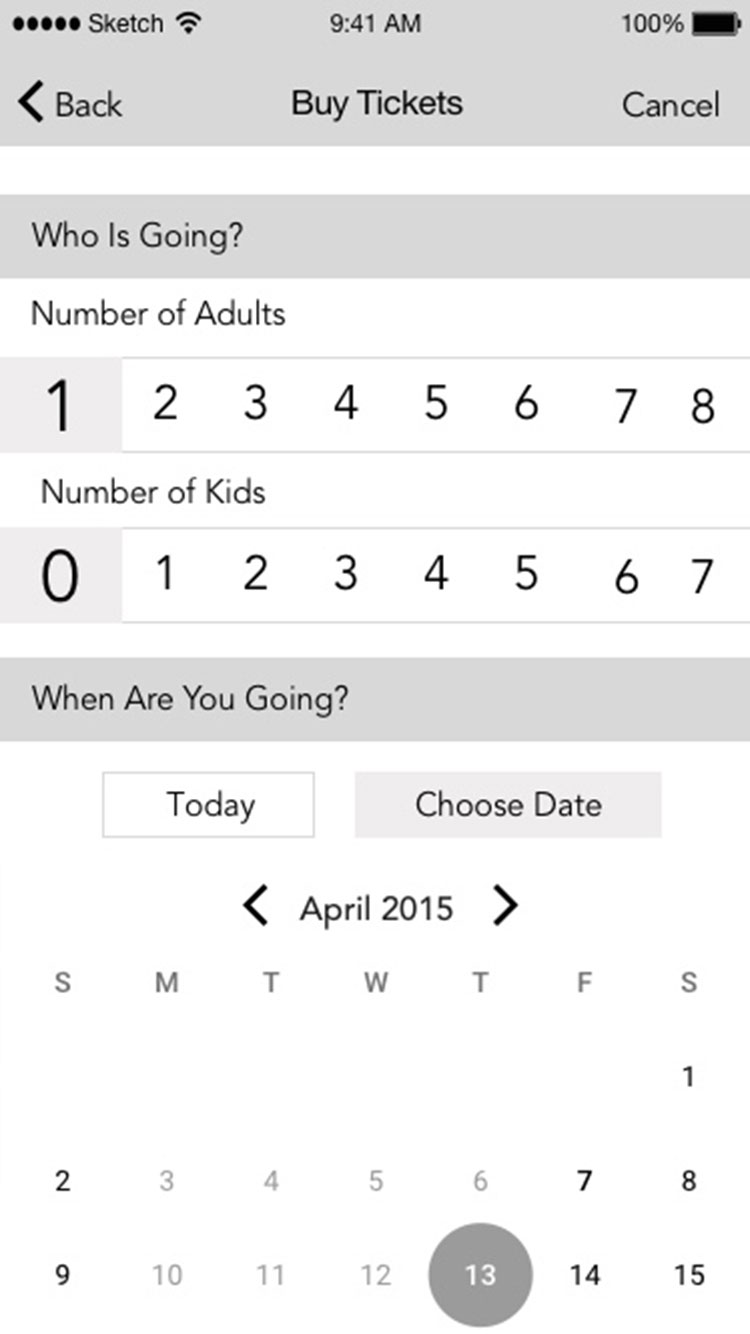 Sketch 9:41 AM 100%
Back Buy Tickets Cancel
Who Is Going?
Number of Adults
1 2 3 4 5 6 7 8
Number of Kids
0 1 2 3 4 5 6 7
When Are You Going?
Today Choose Date
April 2015
S M T W T F S
1
2 3 4 5 6 7 8
9 10 11 12 13 14 15